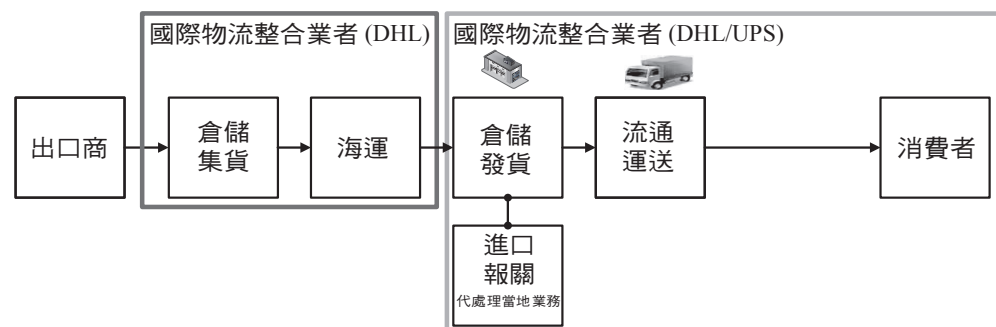 國際物流整合業者 (DHL)
國際物流整合業者 (DHL/UPS)
出口商
倉儲
集貨
海運
倉儲
發貨
流通
運送
消費者
進口
報關
代處理當地業務